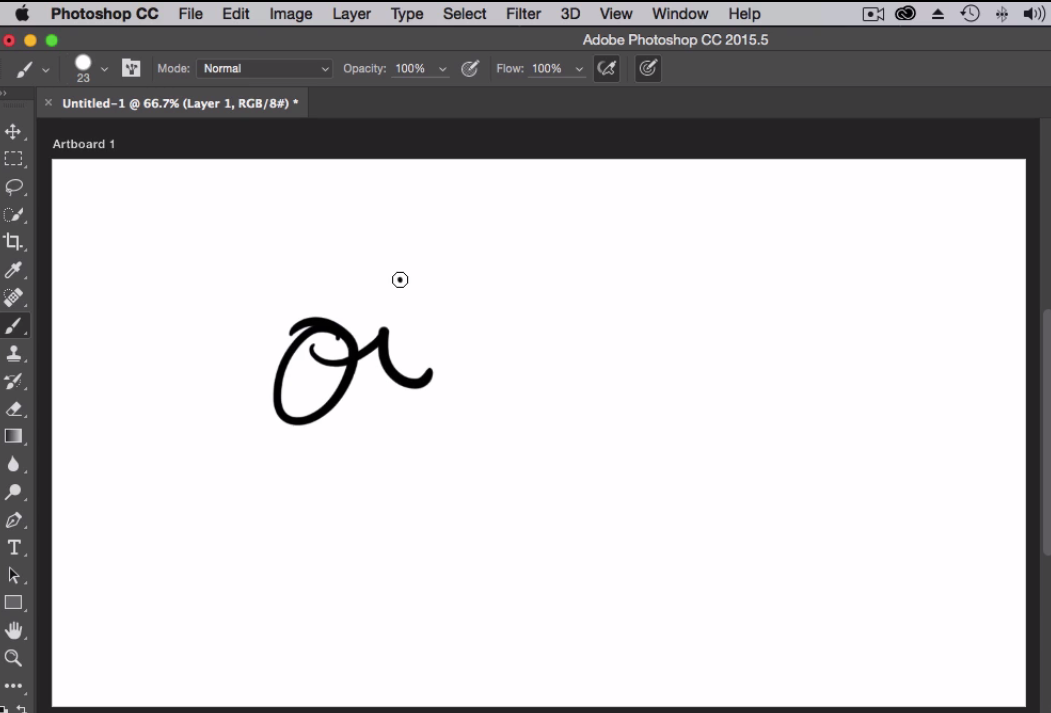 Photoshop CC File Edit Image Layer Type Select Filter 3D View Window Help
Adobe Photoshop CC 2015.5
23 Mode: Normal Opacity: 100% Flow: 100%
× Untitled-1 @ 66.7% (Layer 1, RGB/8#) *
Artboard 1